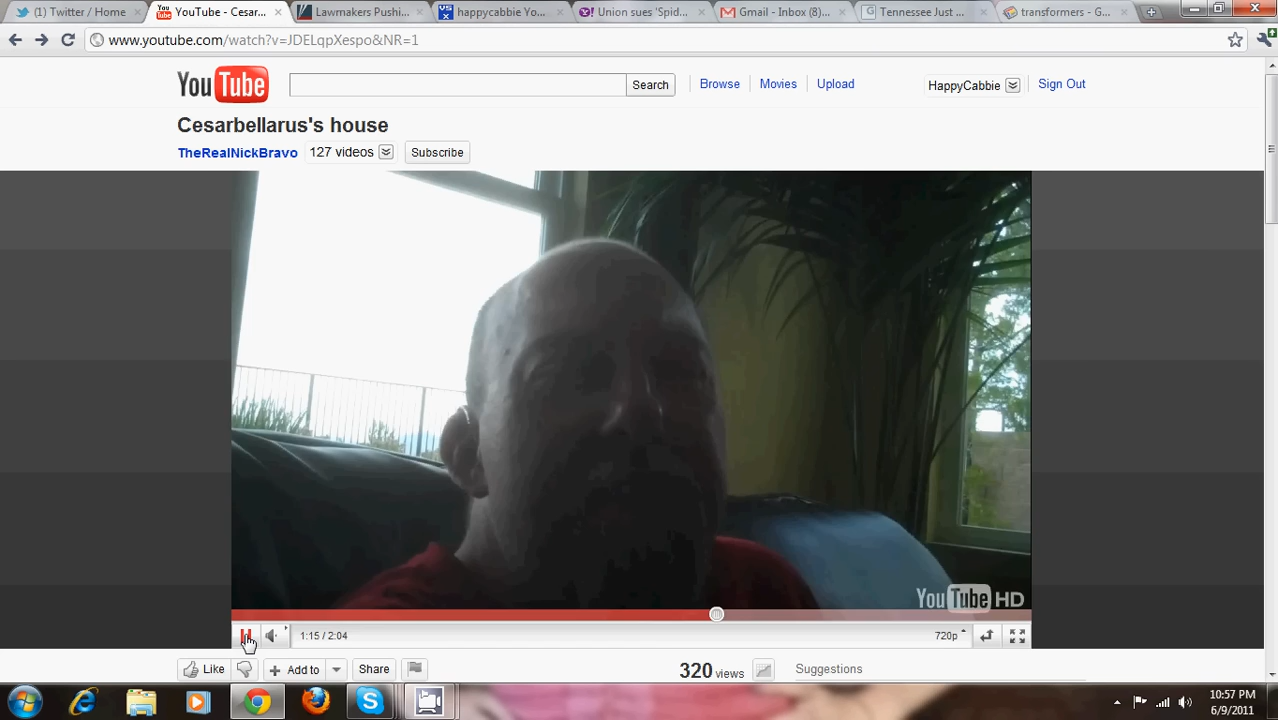 (1) Twitter / Home
YouTube - Cesar...
Lawmakers Pushi...
happycabbie Yo...
Union sues 'Spid...
Gmail - Inbox (8)...
Tennessee Just ...
transformers - G...
www.youtube.com/watch?v=JDELqpXespo&NR=1
YouTube
Search
Browse
Movies
Upload
HappyCabbie
Sign Out
Cesarbellarus's house
TheRealNickBravo 127 videos Subscribe
YouTube HD
1:15 / 2:04
720p
Like
Add to
Share
320 views
Suggestions
10:57 PM
6/9/2011